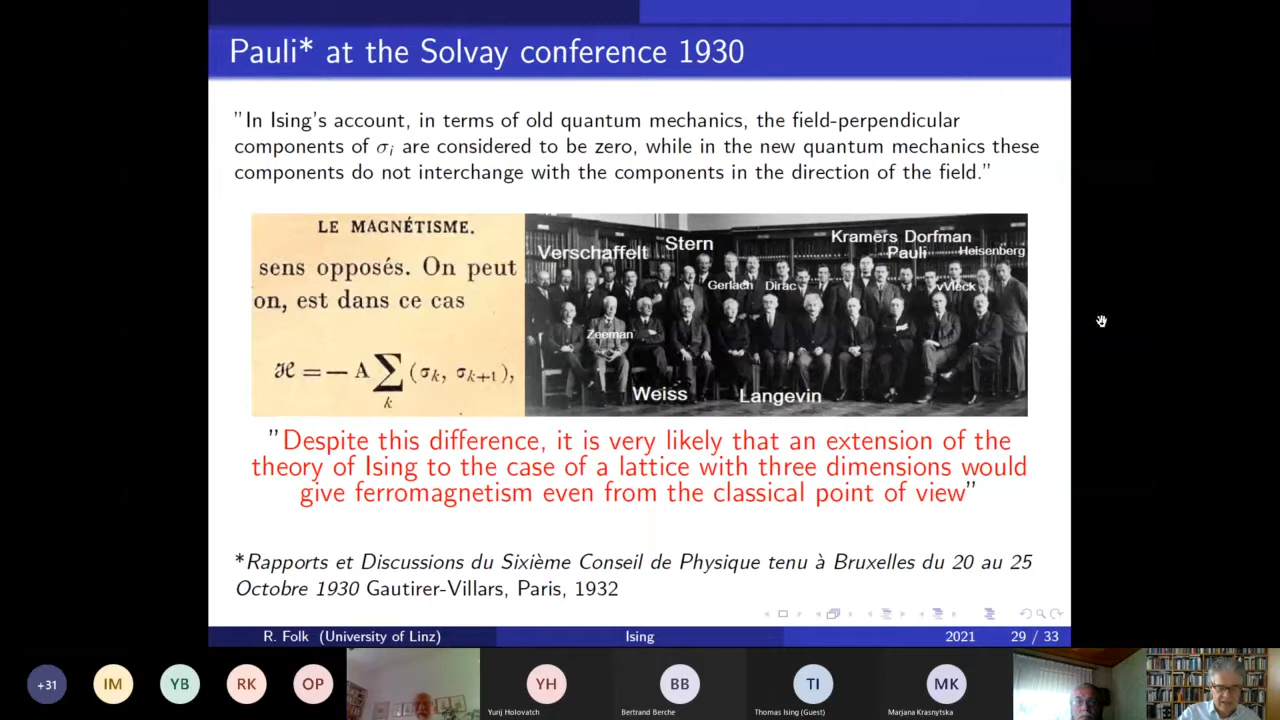 Pauli* at the Solvay conference 1930
"In Ising's account, in terms of old quantum mechanics, the field-perpendicular
components of σi are considered to be zero, while in the new quantum mechanics these
components do not interchange with the components in the direction of the field."
LE MAGNÉTISME.
sens opposés. On peut
on, est dans ce cas
ℋ = — A ∑ (σk, σk+1),
k
Verschaffelt
Stern
Kramers Dorfman
Pauli
Heisenberg
Gerlach
Dirac
vVleck
Zeeman
Weiss
Langevin
"Despite this difference, it is very likely that an extension of the
theory of Ising to the case of a lattice with three dimensions would
give ferromagnetism even from the classical point of view"
*Rapports et Discussions du Sixième Conseil de Physique tenu à Bruxelles du 20 au 25
Octobre 1930 Gautirer-Villars, Paris, 1932
R. Folk (University of Linz)
Ising
2021
29 / 33
+31
IM
YB
RK
OP
YH
BB
TI
MK
Yurij Holovatch
Bertrand Berche
Thomas Ising (Guest)
Marjana Krasnytska